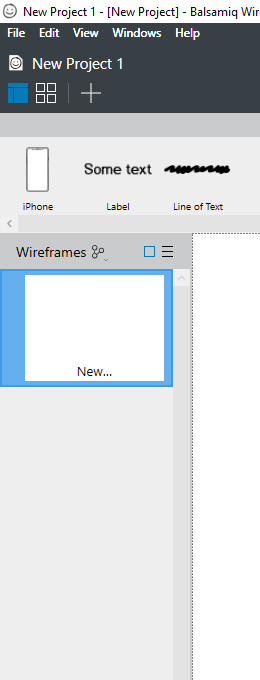 New Project 1 - [New Project] - Balsamiq Wir
File Edit View Windows Help
New Project 1
Some text
iPhone Label Line of Text
Wireframes
New...